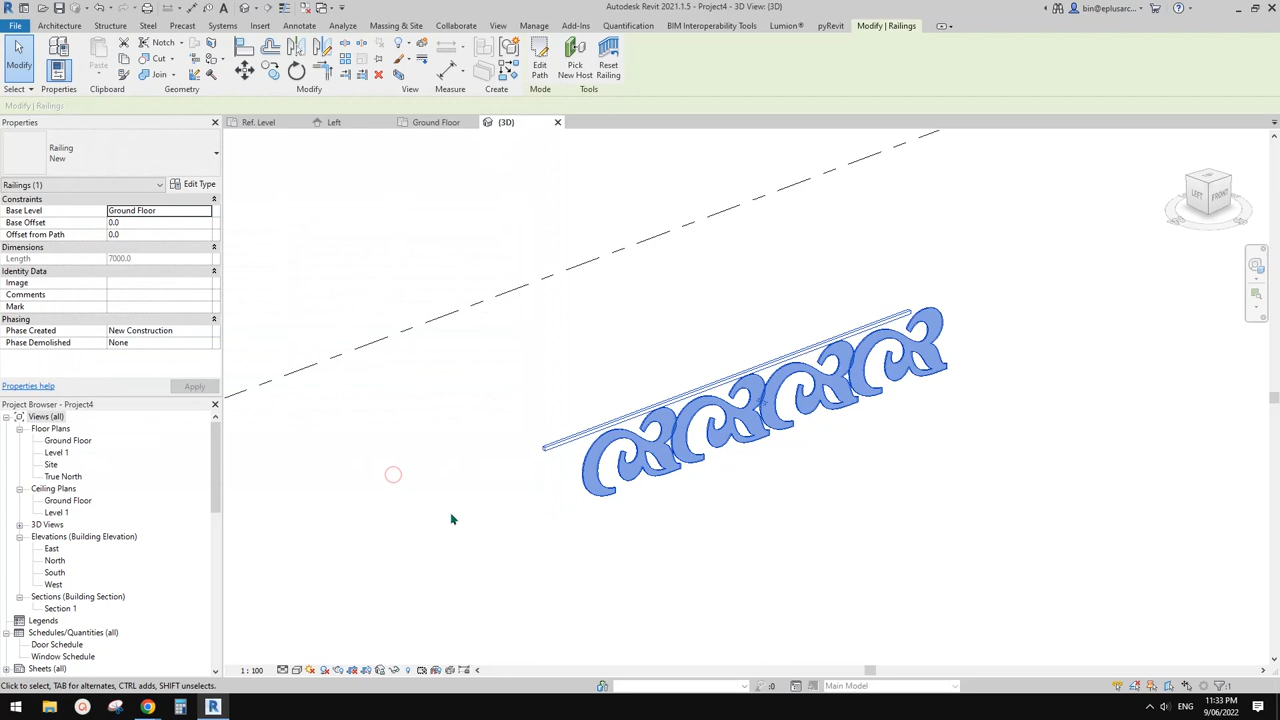 Autodesk Revit 2021.1.5 - Project4 - 3D View: {3D}
bin@eplusarc...
File
Architecture
Structure
Steel
Precast
Systems
Insert
Annotate
Analyze
Massing & Site
Collaborate
View
Manage
Add-Ins
Quantification
BIM Interoperability Tools
Lumion®
pyRevit
Modify | Railings
Modify
Paste
Notch
Cut
Join
Edit
Path
Pick
New Host
Reset
Railing
Select
Properties
Clipboard
Geometry
Modify
View
Measure
Create
Mode
Tools
Modify | Railings
Properties
Ref. Level
Left
Ground Floor
{3D}
Railing
New
Railings (1)
Edit Type
Constraints
Base Level Ground Floor
Base Offset 0.0
Offset from Path 0.0
Dimensions
Length 7000.0
Identity Data
Image
Comments
Mark
Phasing
Phase Created New Construction
Phase Demolished None
Properties help
Apply
Project Browser - Project4
Views (all)
Floor Plans
Ground Floor
Level 1
Site
True North
Ceiling Plans
Ground Floor
Level 1
3D Views
Elevations (Building Elevation)
East
North
South
West
Sections (Building Section)
Section 1
Legends
Schedules/Quantities (all)
Door Schedule
Window Schedule
Sheets (all)
LEFT
FRONT
1 : 100
Click to select, TAB for alternates, CTRL adds, SHIFT unselects.
:0
Main Model
:1
ENG
11:33 PM
9/06/2022